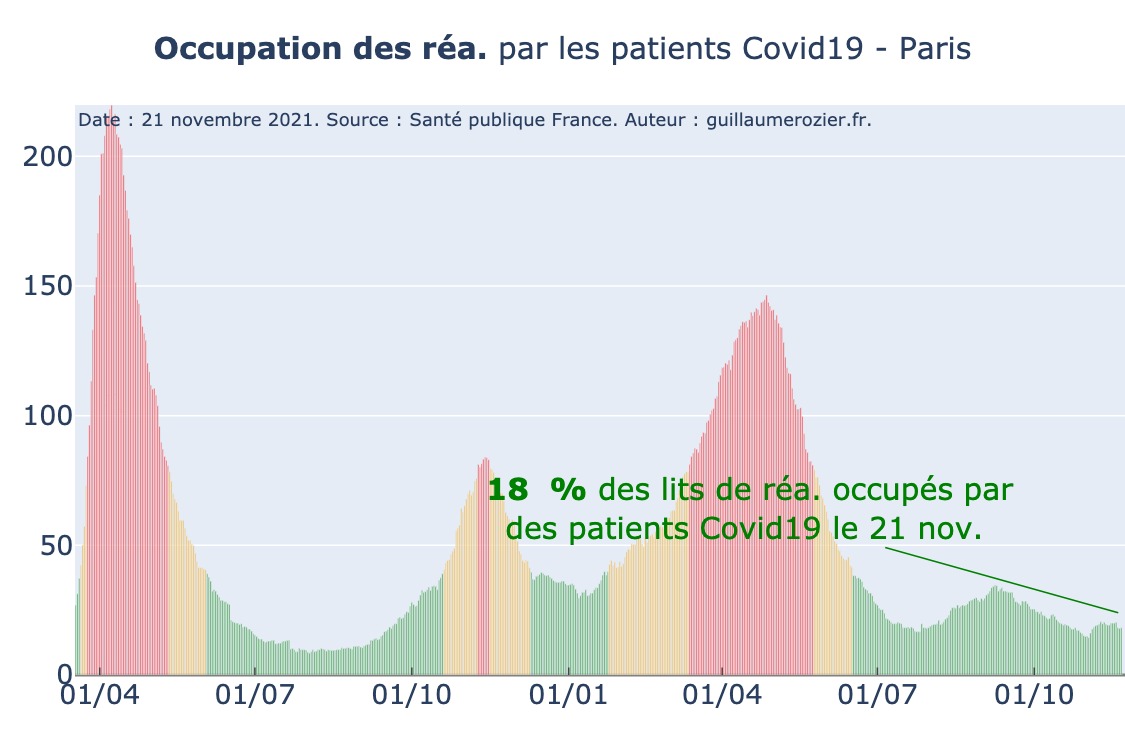 Occupation des réa. par les patients Covid19 - Paris
Date : 21 novembre 2021. Source : Santé publique France. Auteur : guillaumerozier.fr.
200
150
100
18 % des lits de réa. occupés par
des patients Covid19 le 21 nov.
50
0
01/04 01/07 01/10 01/01 01/04 01/07 01/10